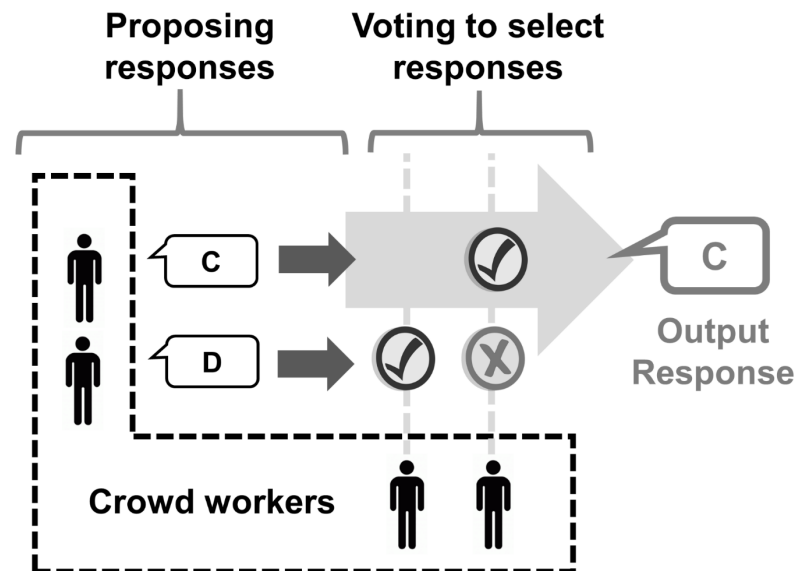 Proposing
responses
Voting to select
responses
C
C
D
Output
Response
Crowd workers